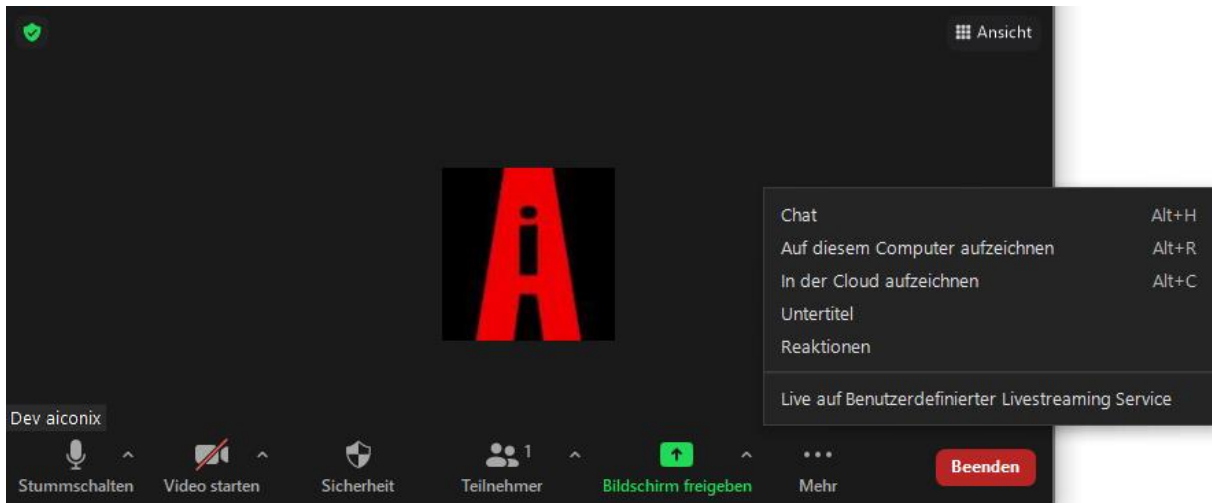 Ansicht
Ai
Chat Alt+H
Auf diesem Computer aufzeichnen Alt+R
In der Cloud aufzeichnen Alt+C
Untertitel
Reaktionen
Live auf Benutzerdefinierter Livestreaming Service
Dev aiconix
1
Stummschalten Video starten Sicherheit Teilnehmer Bildschirm freigeben Mehr Beenden